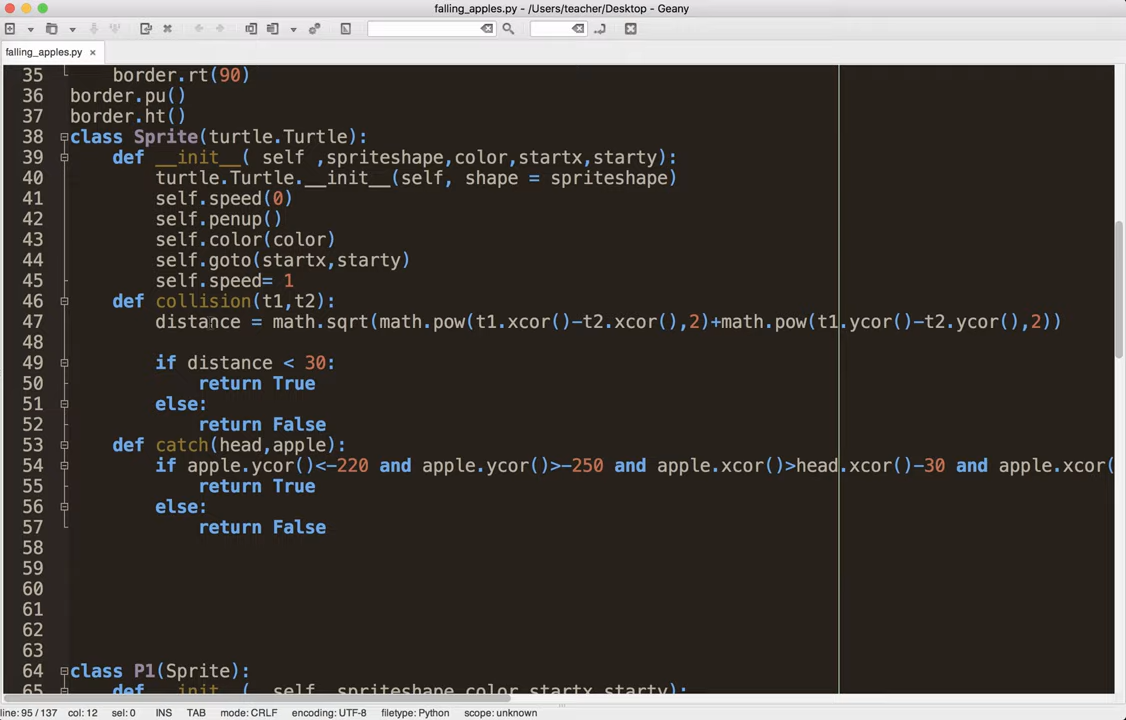 falling_apples.py - /Users/teacher/Desktop - Geany
falling_apples.py ×
35 border.rt(90)
36 border.pu()
37 border.ht()
38 class Sprite(turtle.Turtle):
39 def __init__( self ,spriteshape,color,startx,starty):
40 turtle.Turtle.__init__(self, shape = spriteshape)
41 self.speed(0)
42 self.penup()
43 self.color(color)
44 self.goto(startx,starty)
45 self.speed= 1
46 def collision(t1,t2):
47 distance = math.sqrt(math.pow(t1.xcor()-t2.xcor(),2)+math.pow(t1.ycor()-t2.ycor(),2))
48
49 if distance < 30:
50 return True
51 else:
52 return False
53 def catch(head,apple):
54 if apple.ycor()<-220 and apple.ycor()>-250 and apple.xcor()>head.xcor()-30 and apple.xcor(
55 return True
56 else:
57 return False
58
59
60
61
62
63
64 class P1(Sprite):
65 def __init__( self ,spriteshape,color,startx,starty):
line: 95 / 137 col: 12 sel: 0 INS TAB mode: CRLF encoding: UTF-8 filetype: Python scope: unknown